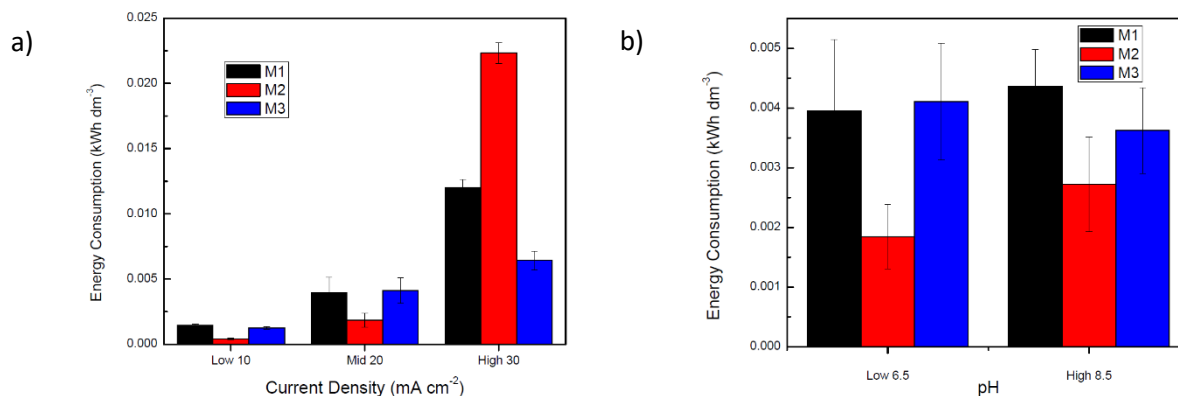 a)
Energy Consumption (kWh dm⁻³)
0.025
0.020
0.015
0.010
0.005
0.000
M1
M2
M3
Low 10 Mid 20 High 30
Current Density (mA cm⁻²)
b)
Energy Consumption (kWh dm⁻³)
0.005
0.004
0.003
0.002
0.001
0.000
M1
M2
M3
Low 6.5 High 8.5
pH